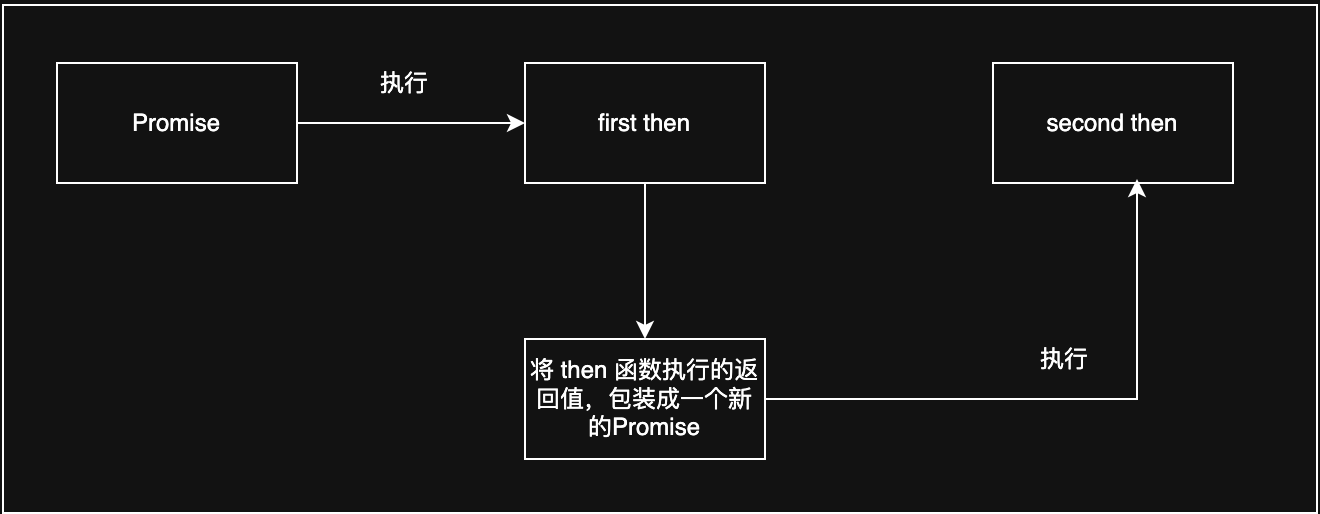 Promise
执行
first then
second then
将 then 函数执行的返
回值，包装成一个新
的Promise
执行